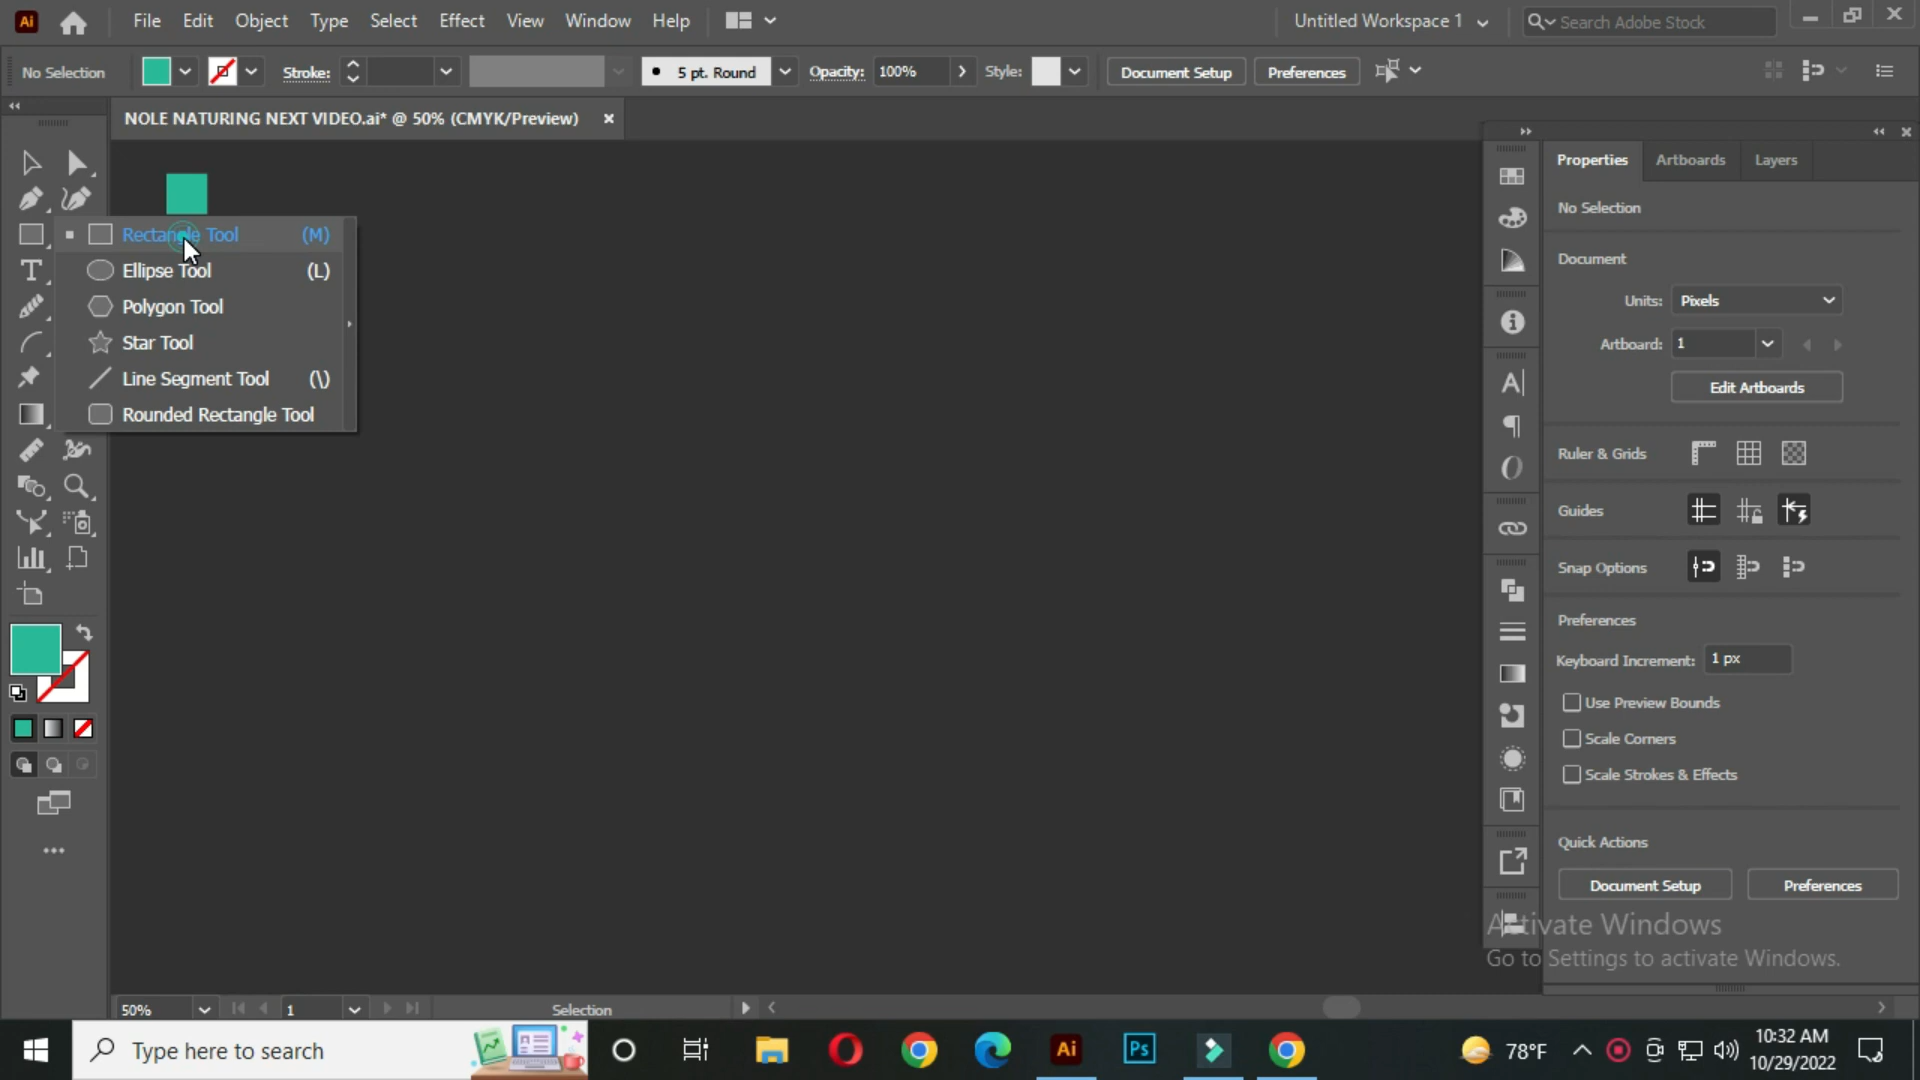 Ai File Edit Object Type Select Effect View Window Help Untitled Workspace 1 Search Adobe Stock
No Selection Stroke: 5 pt. Round Opacity: 100% Style: Document Setup Preferences
NOLE NATURING NEXT VIDEO.ai* @ 50% (CMYK/Preview)
Rectangle Tool (M)
Ellipse Tool (L)
Polygon Tool
Star Tool
Line Segment Tool (\)
Rounded Rectangle Tool
Properties Artboards Layers
No Selection
Document
Units: Pixels
Artboard: 1
Edit Artboards
Ruler & Grids
Guides
Snap Options
Preferences
Keyboard Increment: 1 px
Use Preview Bounds
Scale Corners
Scale Strokes & Effects
Quick Actions
Document Setup Preferences
Activate Windows
Go to Settings to activate Windows.
50% 1 Selection
Type here to search Ai Ps 78°F 10:32 AM
10/29/2022